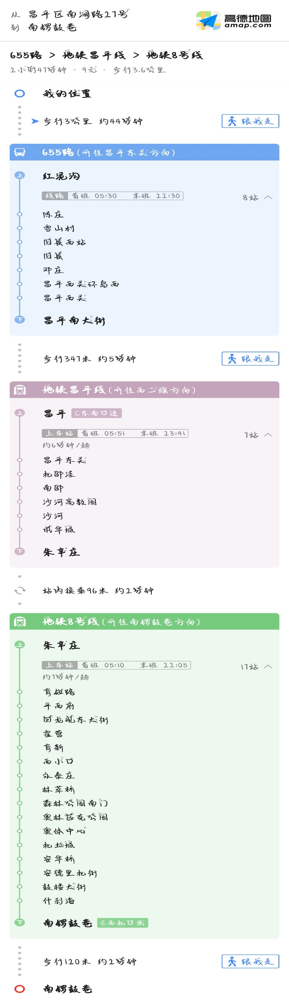 从 昌平区南涧路27号
到 南锣鼓巷
高德地图
amap.com
655路 > 地铁昌平线 > 地铁8号线
2小时47分钟 · 9元 · 步行3.6公里
我的位置
步行3公里 约44分钟 跟我走
655路(开往昌平东关方向)
上 红泥沟
线路 首班 05:30 末班 22:30 8站
陈庄
雪山村
旧县西站
旧县
邓庄
昌平西关环岛西
昌平西关
下 昌平南大街
步行347米 约5分钟 跟我走
地铁昌平线(开往西二旗方向)
上 昌平 C东南口进
上车站 首班 05:51 末班 23:41 7站
约6分钟/趟
昌平东关
北邵洼
南邵
沙河高教园
沙河
巩华城
下 朱辛庄
站内换乘96米 约2分钟
地铁8号线(开往南锣鼓巷方向)
上 朱辛庄
上车站 首班 05:10 末班 22:05 17站
约7分钟/趟
育知路
平西府
回龙观东大街
霍营
育新
西小口
永泰庄
林萃桥
森林公园南门
奥林匹克公园
奥体中心
北土城
安华桥
安德里北街
鼓楼大街
什刹海
下 南锣鼓巷 E西北口出
步行120米 约2分钟 跟我走
南锣鼓巷